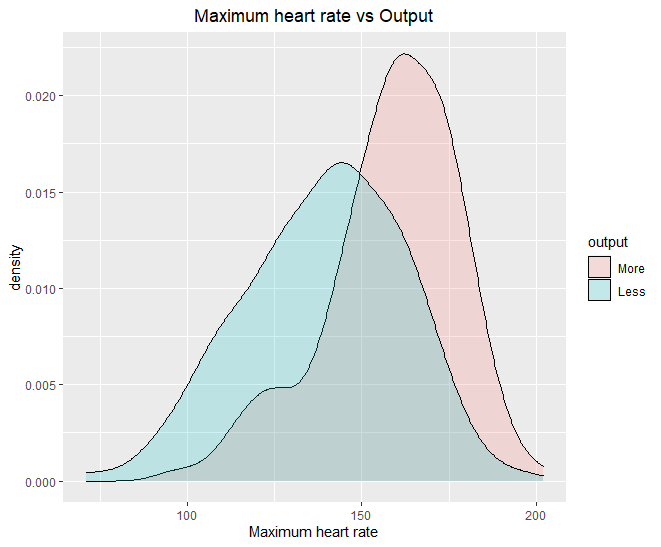 Maximum heart rate vs Output
0.020
0.015
0.010
0.005
0.000
density
100 150 200
Maximum heart rate
output
More
Less